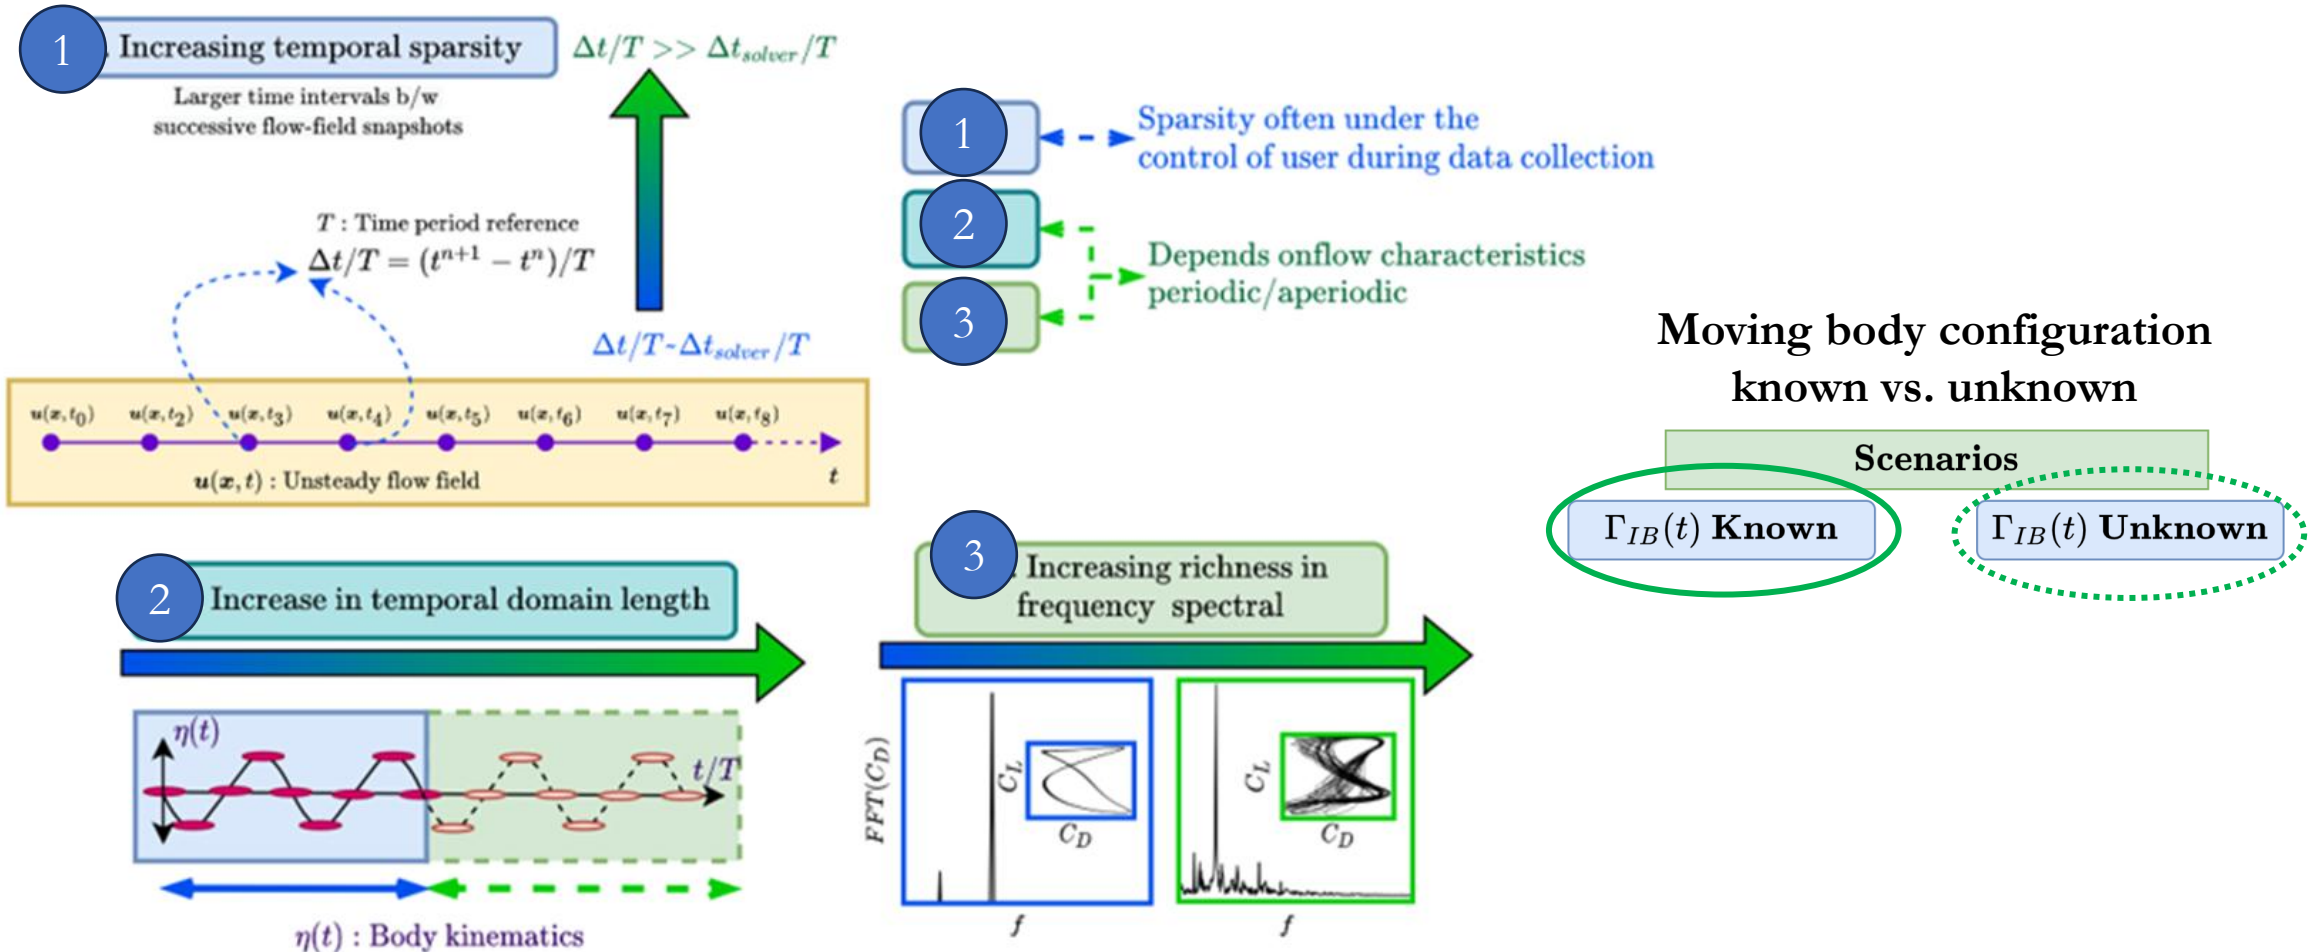 1
. Increasing temporal sparsity
Δt/T >> Δt_solver/T
Larger time intervals b/w
successive flow-field snapshots
T : Time period reference
Δt/T = (t^{n+1} − t^n)/T
Δt/T~Δt_solver/T
u(x,t_0) u(x,t_2) u(x,t_3) u(x,t_4) u(x,t_5) u(x,t_6) u(x,t_7) u(x,t_8)
u(x,t) : Unsteady flow field
t
1
Sparsity often under the
control of user during data collection
2
Depends onflow characteristics
periodic/aperiodic
3
Moving body configuration
known vs. unknown
Scenarios
Γ_IB(t) Known
Γ_IB(t) Unknown
2
Increase in temporal domain length
η(t)
t/T
η(t) : Body kinematics
3
. Increasing richness in
frequency spectral
FFT(C_D)
C_L
C_D
f
C_L
C_D
f